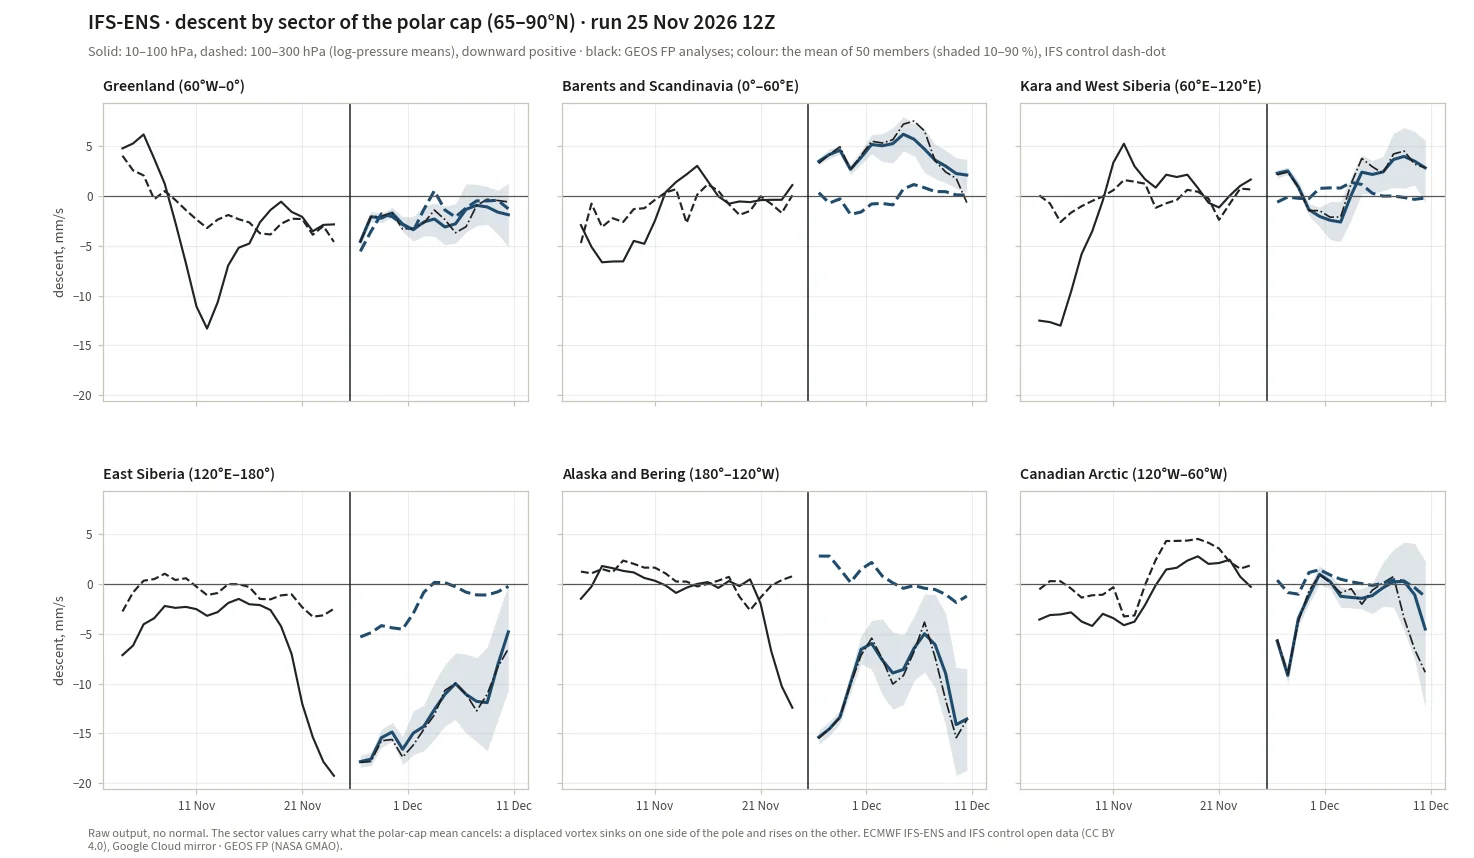 IFS-ENS · descent by sector of the polar cap (65–90°N) · run 25 Nov 2026 12Z
Solid: 10–100 hPa, dashed: 100–300 hPa (log-pressure means), downward positive · black: GEOS FP analyses; colour: the mean of 50 members (shaded 10–90 %), IFS control dash-dot
Greenland (60°W–0°)
Barents and Scandinavia (0°–60°E)
Kara and West Siberia (60°E–120°E)
descent, mm/s
5
0
−5
−10
−15
−20
East Siberia (120°E–180°)
Alaska and Bering (180°–120°W)
Canadian Arctic (120°W–60°W)
descent, mm/s
5
0
−5
−10
−15
−20
11 Nov 21 Nov 1 Dec 11 Dec
11 Nov 21 Nov 1 Dec 11 Dec
11 Nov 21 Nov 1 Dec 11 Dec
Raw output, no normal. The sector values carry what the polar-cap mean cancels: a displaced vortex sinks on one side of the pole and rises on the other. ECMWF IFS-ENS and IFS control open data (CC BY
4.0), Google Cloud mirror · GEOS FP (NASA GMAO).